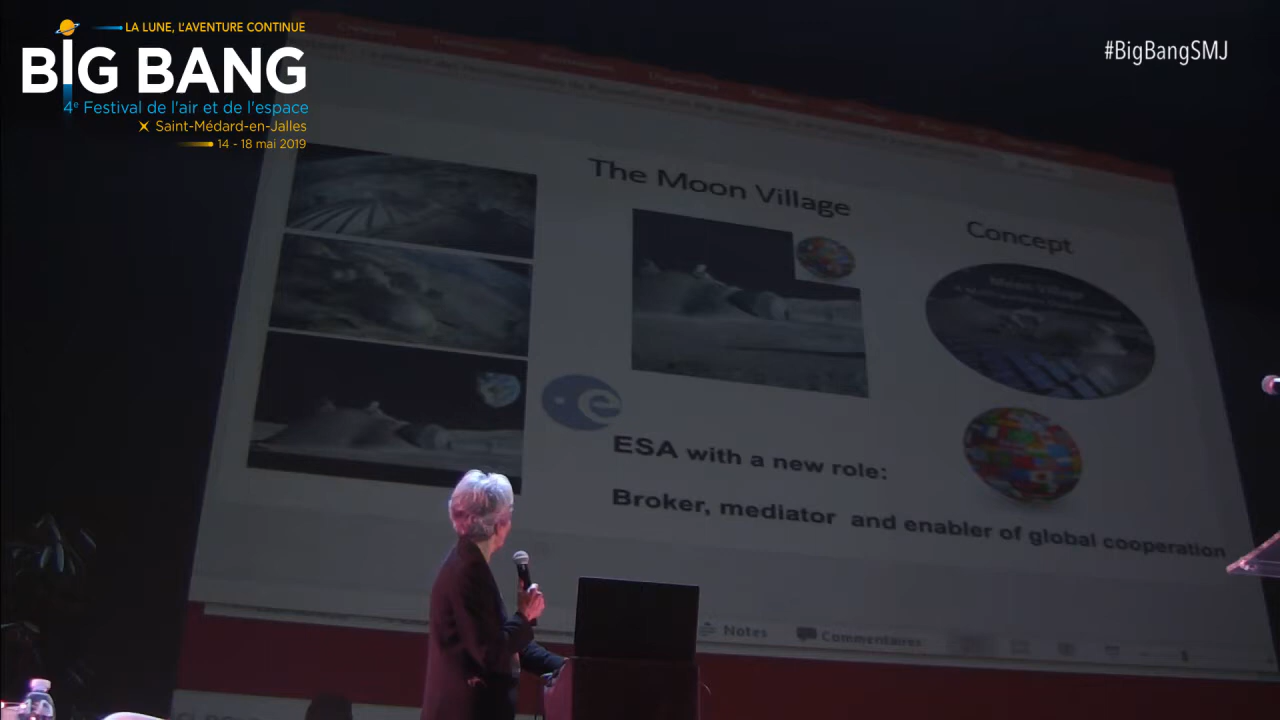 LA LUNE, L'AVENTURE CONTINUE
BIG BANG
4e Festival de l'air et de l'espace
Saint-Médard-en-Jalles
14 - 18 mai 2019
#BigBangSMJ
The Moon Village
Concept
Moon Village
ESA with a new role:
Broker, mediator and enabler of global cooperation
Notes
Commentaires